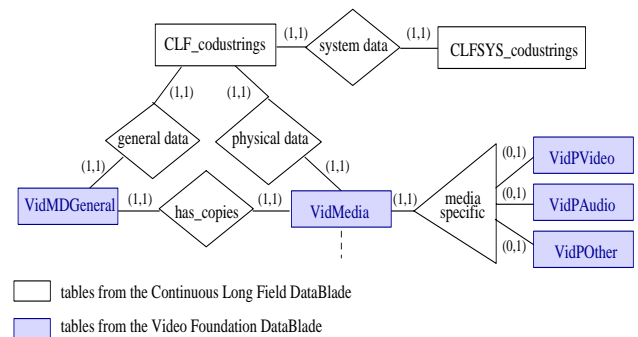 CLF_codustrings
(1,1)
system data
(1,1)
CLFSYS_codustrings
(1,1)
(1,1)
general data
physical data
(1,1)
(1,1)
VidMDGeneral
(1,1)
has_copies
(1,1)
VidMedia
(1,1)
media
specific
(0,1)
VidPVideo
(0,1)
VidPAudio
(0,1)
VidPOther
tables from the Continuous Long Field DataBlade
tables from the Video Foundation DataBlade